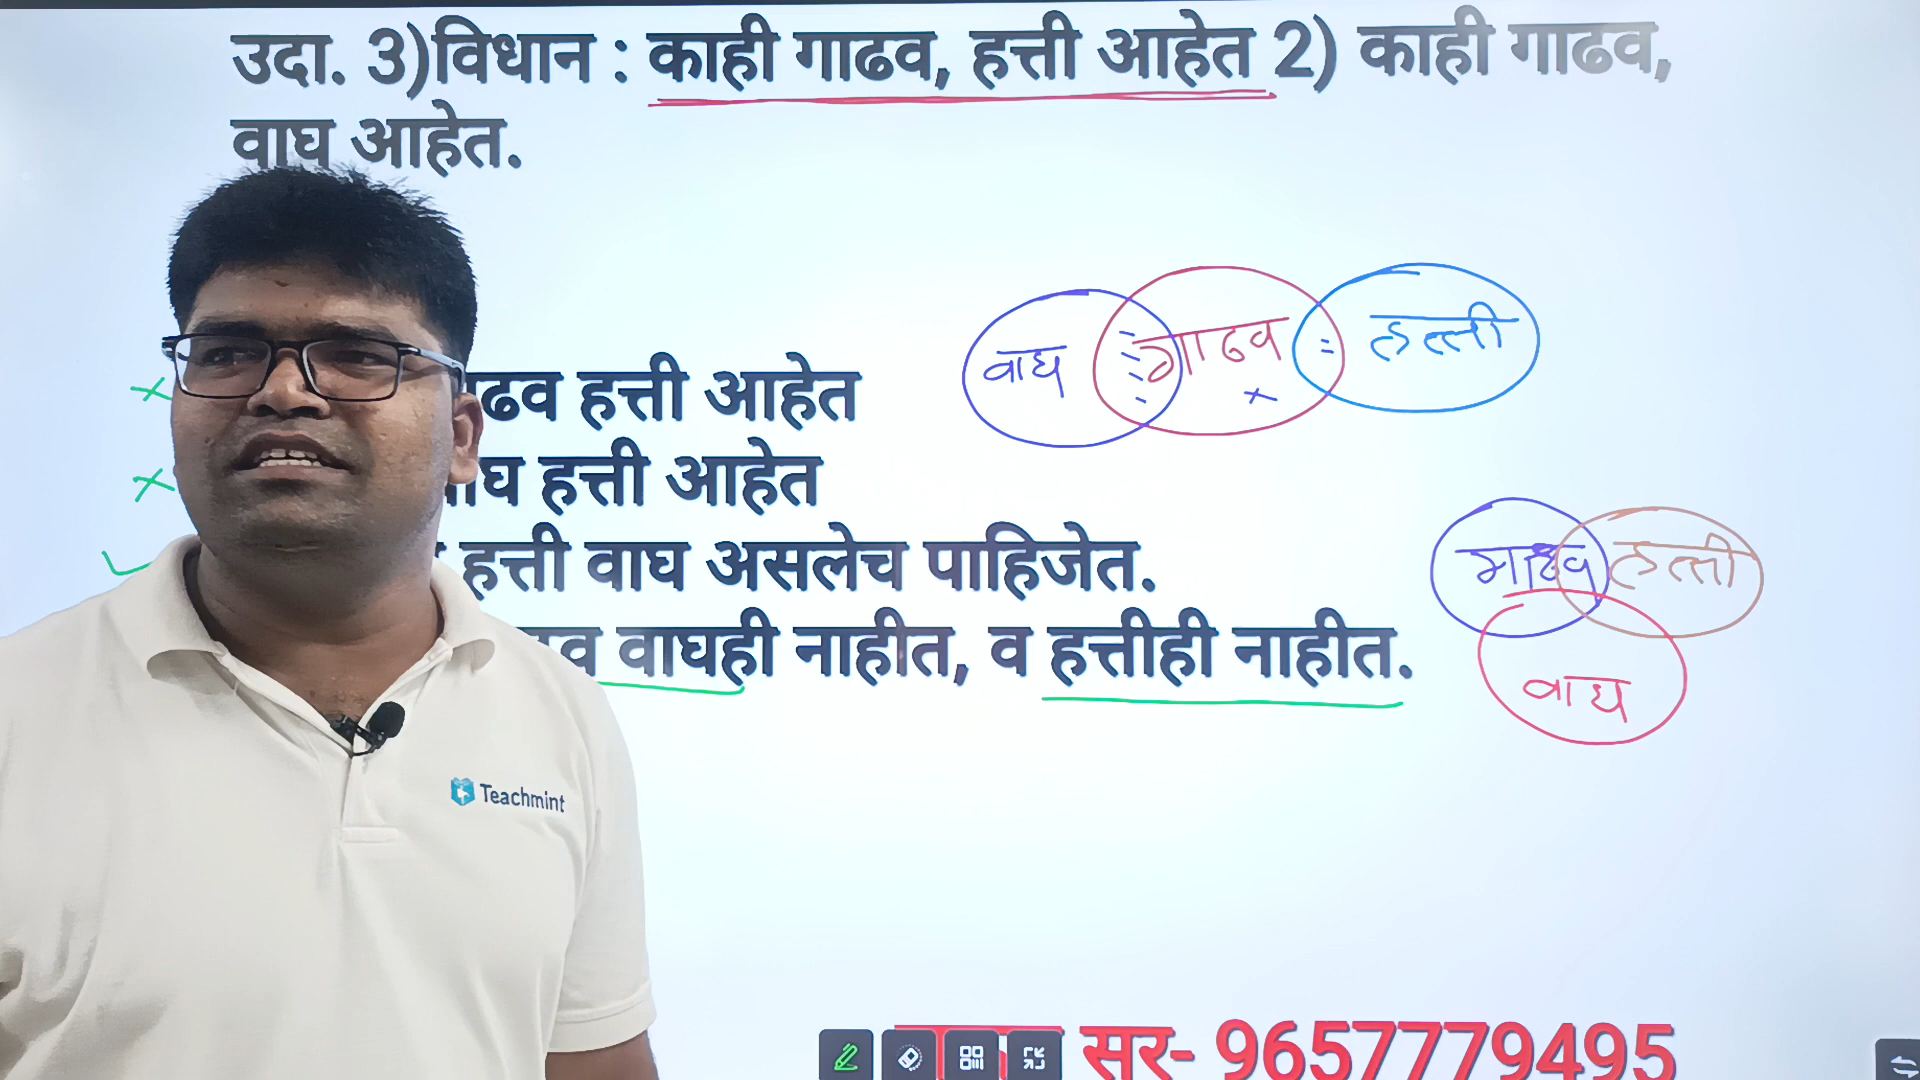 उदा. 3)विधान : काही गाढव, हत्ती आहेत 2) काही गाढव,
वाघ आहेत.
वाघ गाढव हत्ती
ढव हत्ती आहेत
घ हत्ती आहेत
हत्ती वाघ असलेच पाहिजेत.
गाढव हत्ती
व वाघही नाहीत, व हत्तीही नाहीत.
वाघ
Teachmint
सर- 9657779495